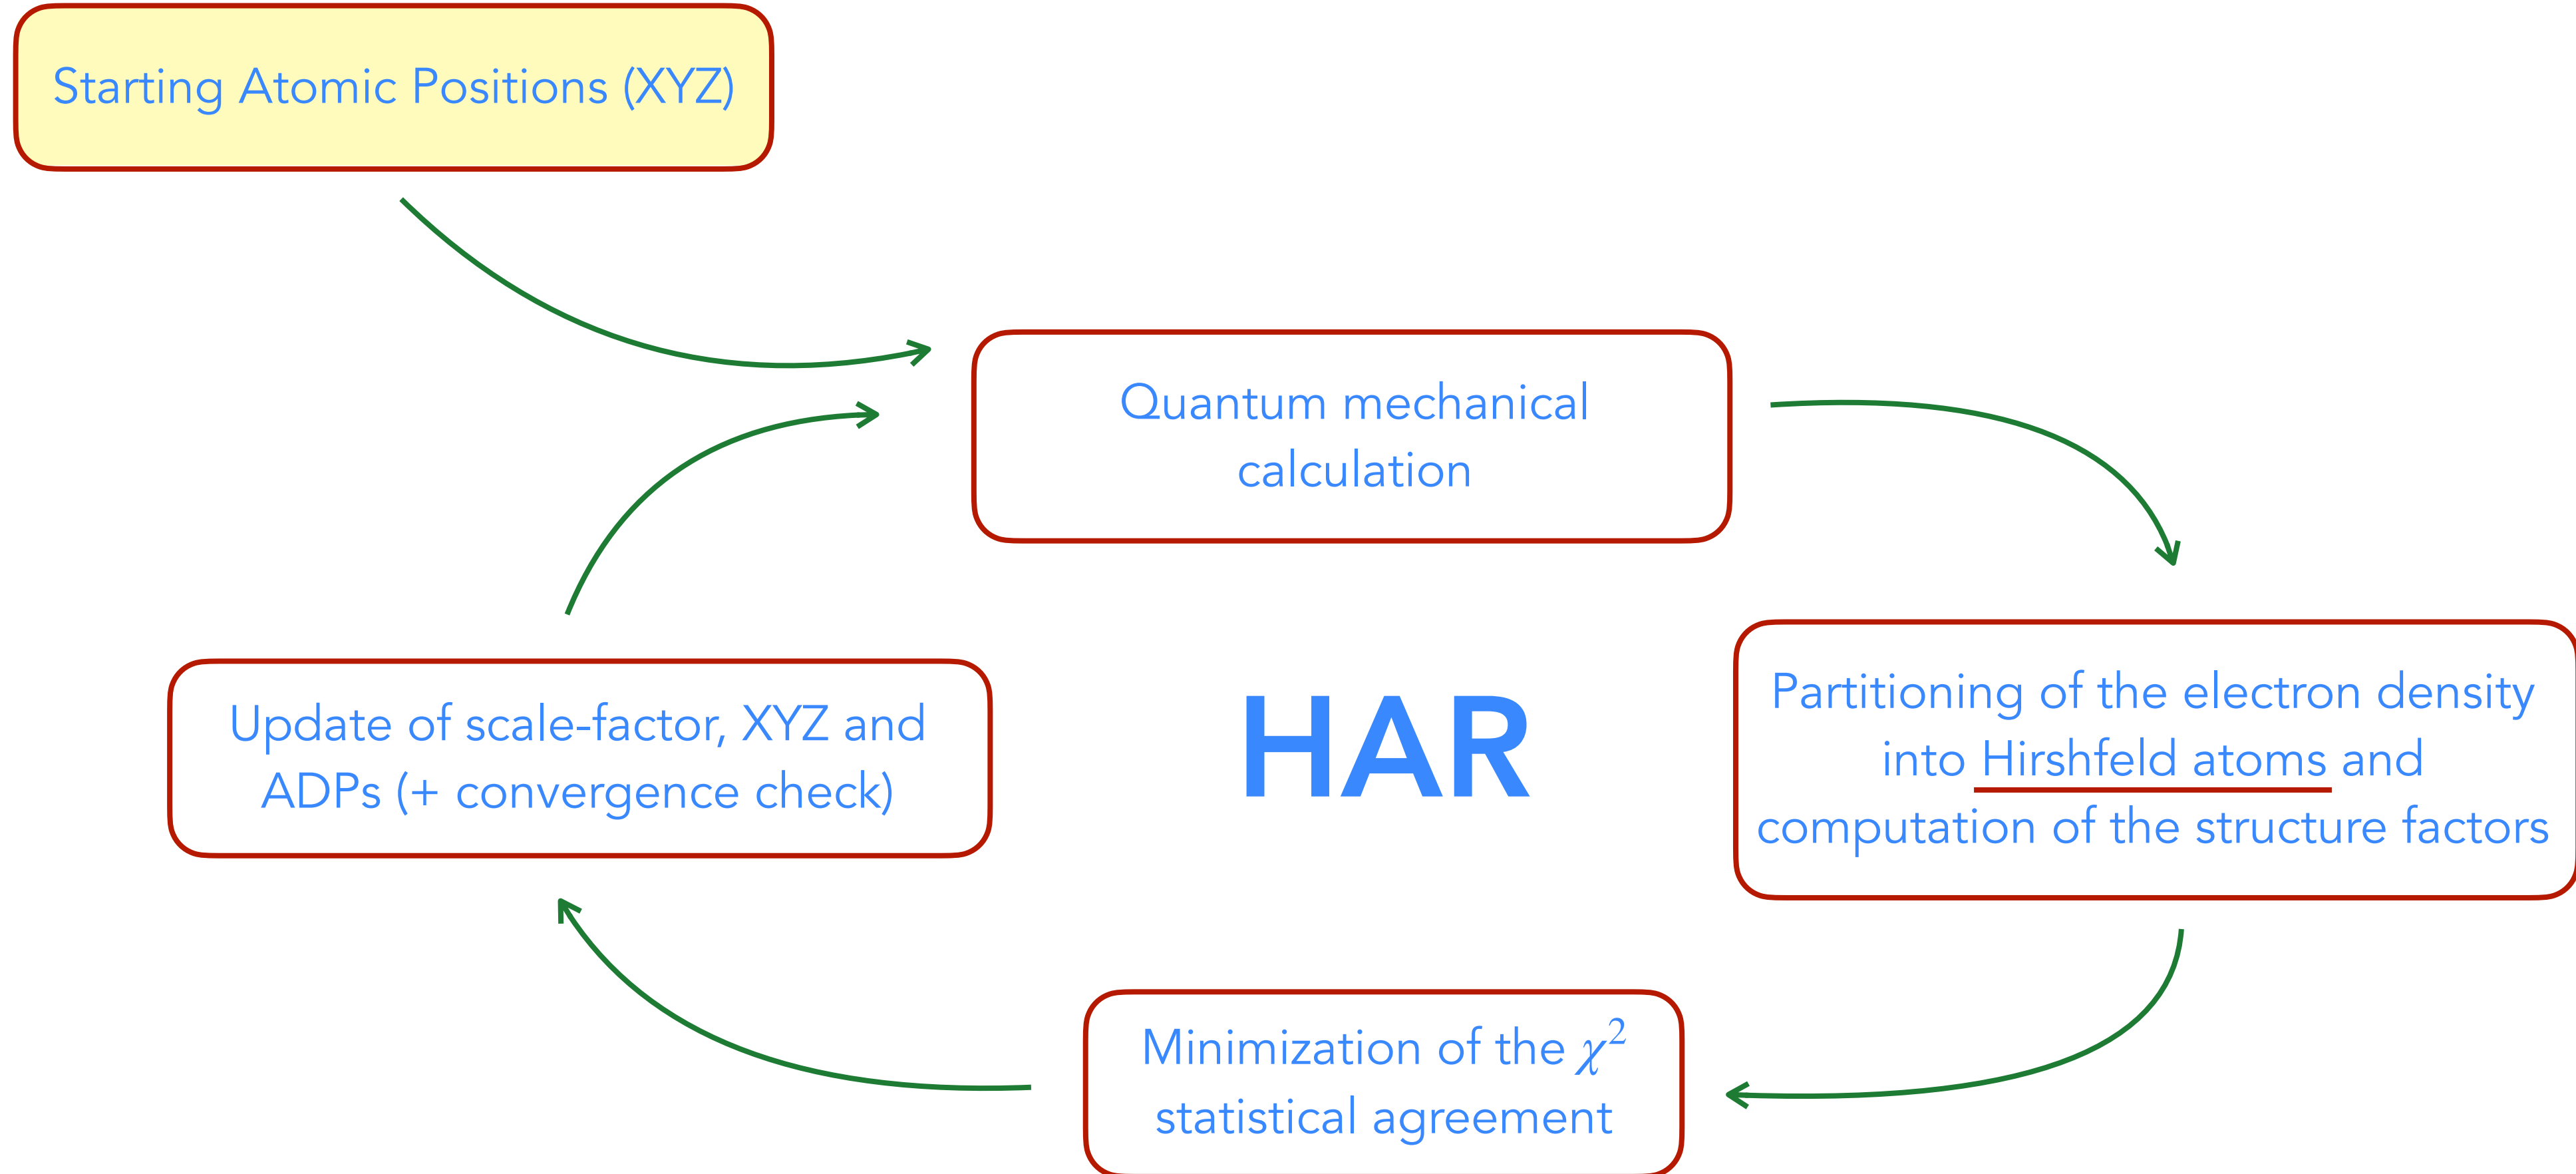 Starting Atomic Positions (XYZ)
Quantum mechanical
calculation
Partitioning of the electron density
into Hirshfeld atoms and
computation of the structure factors
HAR
Update of scale-factor, XYZ and
ADPs (+ convergence check)
Minimization of the χ²
statistical agreement